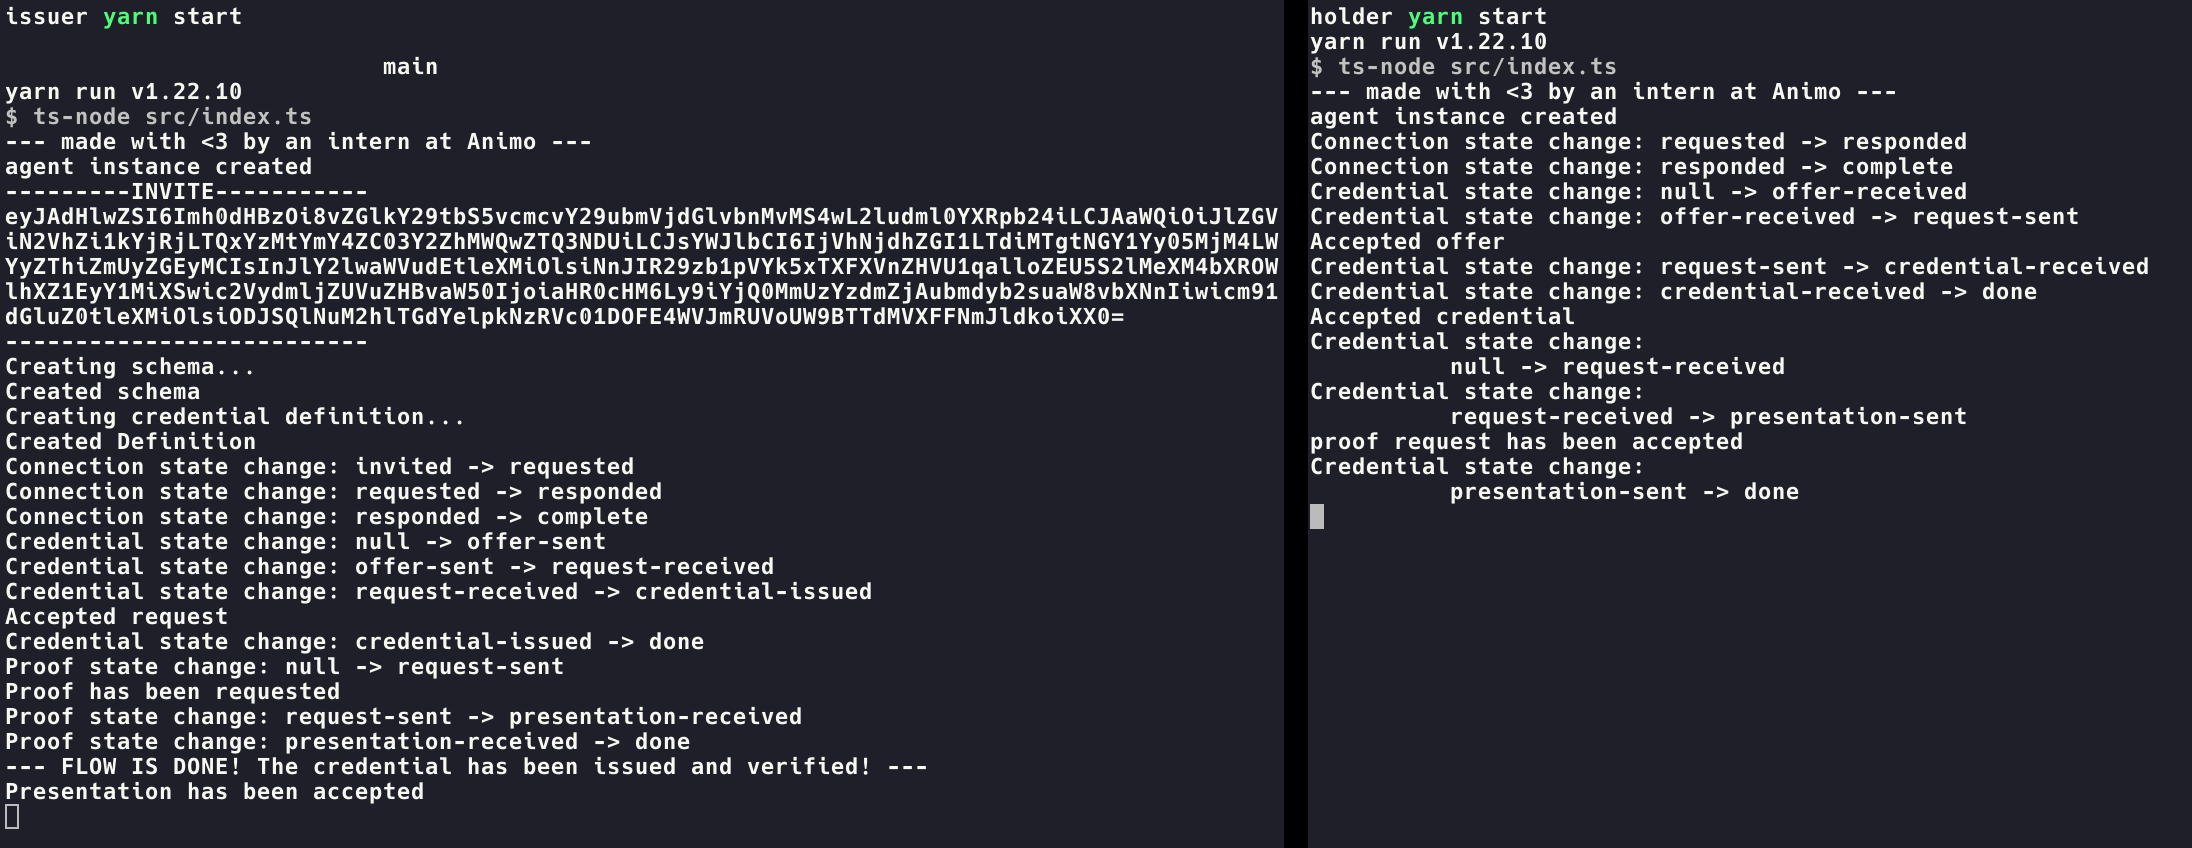 issuer yarn start
main
yarn run v1.22.10
$ ts-node src/index.ts
--- made with <3 by an intern at Animo ---
agent instance created
---------INVITE-----------
eyJAdHlwZSI6Imh0dHBzOi8vZGlkY29tbS5vcmcvY29ubmVjdGlvbnMvMS4wL2ludml0YXRpb24iLCJAaWQiOiJlZGV
iN2VhZi1kYjRjLTQxYzMtYmY4ZC03Y2ZhMWQwZTQ3NDUiLCJsYWJlbCI6IjVhNjdhZGI1LTdiMTgtNGY1Yy05MjM4LW
YyZThiZmUyZGEyMCIsInJlY2lwaWVudEtleXMiOlsiNnJIR29zb1pVYk5xTXFXVnZHVU1qalloZEU5S2lMeXM4bXROW
lhXZ1EyY1MiXSwic2VydmljZUVuZHBvaW50IjoiaHR0cHM6Ly9iYjQ0MmUzYzdmZjAubmdyb2suaW8vbXNnIiwicm91
dGluZ0tleXMiOlsiODJSQlNuM2hlTGdYelpkNzRVc01DOFE4WVJmRUVoUW9BTTdMVXFFNmJldkoiXX0=
--------------------------
Creating schema...
Created schema
Creating credential definition...
Created Definition
Connection state change: invited -> requested
Connection state change: requested -> responded
Connection state change: responded -> complete
Credential state change: null -> offer-sent
Credential state change: offer-sent -> request-received
Credential state change: request-received -> credential-issued
Accepted request
Credential state change: credential-issued -> done
Proof state change: null -> request-sent
Proof has been requested
Proof state change: request-sent -> presentation-received
Proof state change: presentation-received -> done
--- FLOW IS DONE! The credential has been issued and verified! ---
Presentation has been accepted
holder yarn start
yarn run v1.22.10
$ ts-node src/index.ts
--- made with <3 by an intern at Animo ---
agent instance created
Connection state change: requested -> responded
Connection state change: responded -> complete
Credential state change: null -> offer-received
Credential state change: offer-received -> request-sent
Accepted offer
Credential state change: request-sent -> credential-received
Credential state change: credential-received -> done
Accepted credential
Credential state change:
null -> request-received
Credential state change:
request-received -> presentation-sent
proof request has been accepted
Credential state change:
presentation-sent -> done